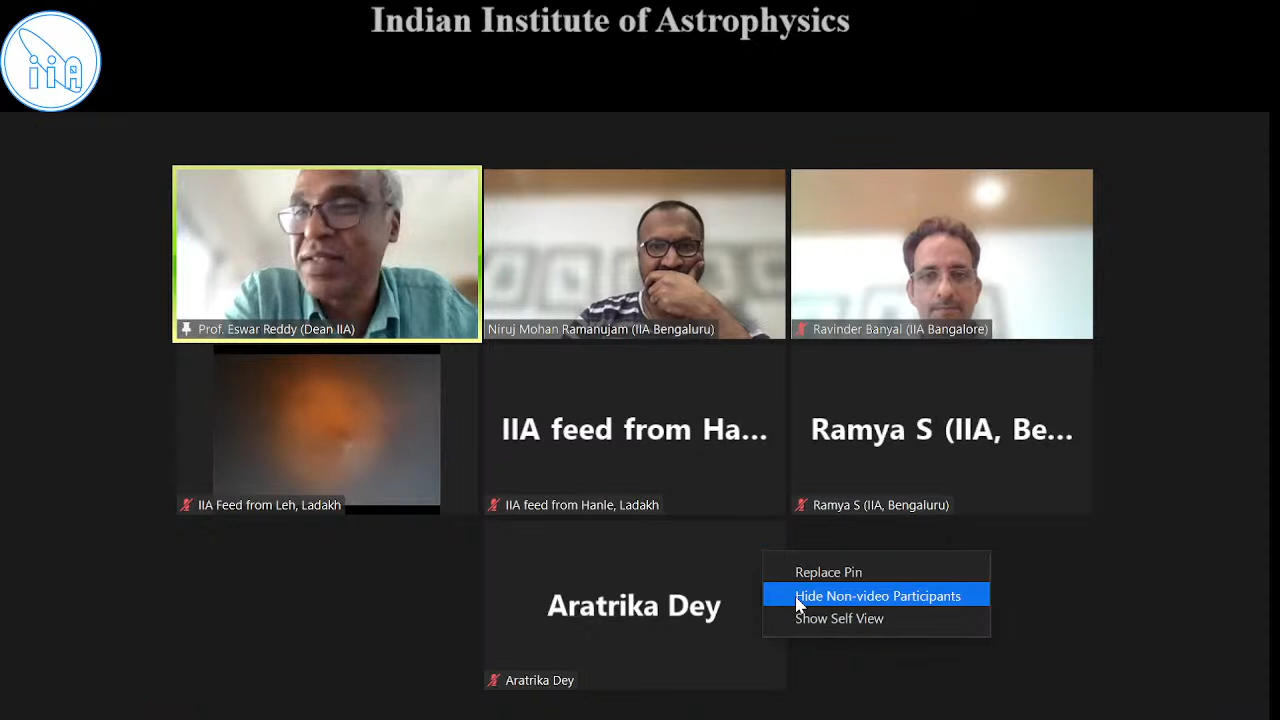 Indian Institute of Astrophysics
iiA
Prof. Eswar Reddy (Dean IIA)
Niruj Mohan Ramanujam (IIA Bengaluru)
Ravinder Banyal (IIA Bangalore)
IIA feed from Ha...
Ramya S (IIA, Be...
IIA Feed from Leh, Ladakh
IIA feed from Hanle, Ladakh
Ramya S (IIA, Bengaluru)
Aratrika Dey
Replace Pin
Hide Non-video Participants
Show Self View
Aratrika Dey